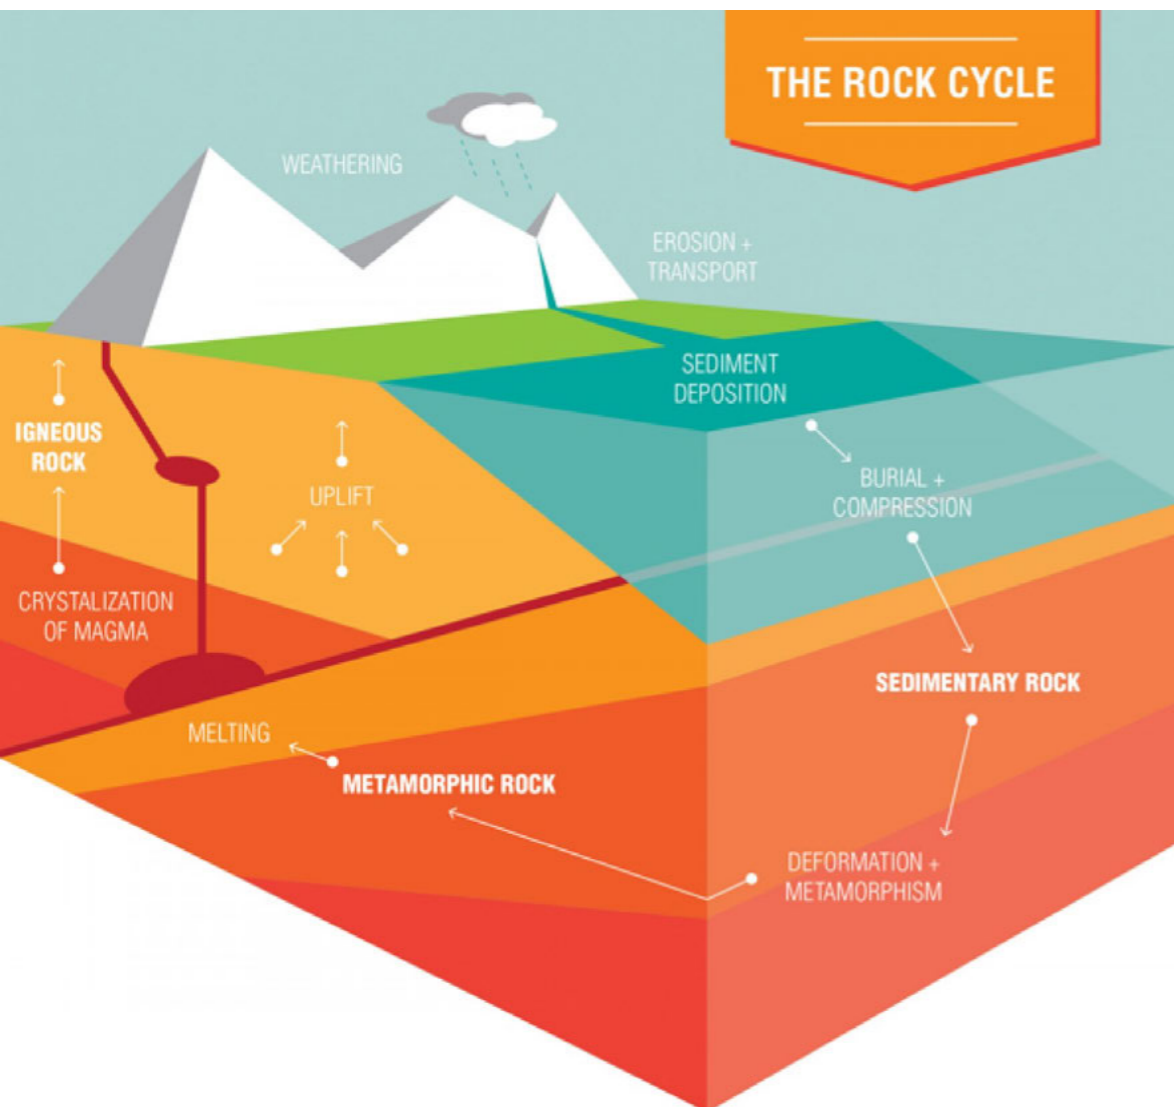 THE ROCK CYCLE
WEATHERING
EROSION +
TRANSPORT
SEDIMENT
DEPOSITION
IGNEOUS
ROCK
UPLIFT
BURIAL +
COMPRESSION
CRYSTALIZATION
OF MAGMA
SEDIMENTARY ROCK
MELTING
METAMORPHIC ROCK
DEFORMATION +
METAMORPHISM